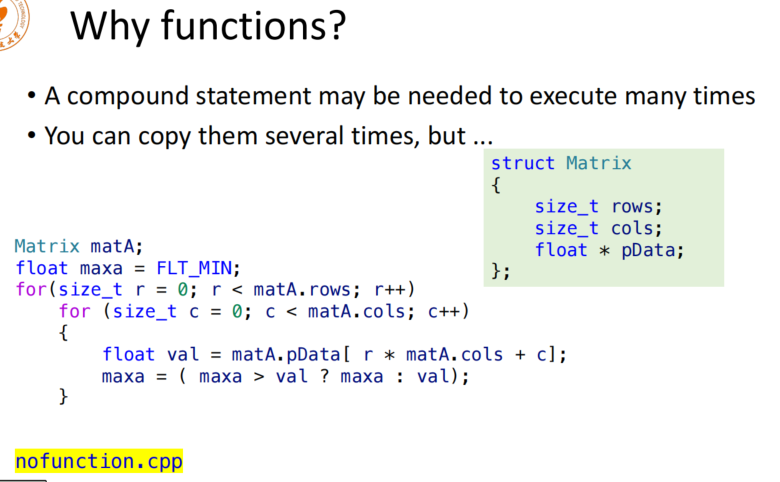 Why functions?
• A compound statement may be needed to execute many times
• You can copy them several times, but ...
struct Matrix
{
    size_t rows;
    size_t cols;
    float * pData;
};
Matrix matA;
float maxa = FLT_MIN;
for(size_t r = 0; r < matA.rows; r++)
    for (size_t c = 0; c < matA.cols; c++)
    {
        float val = matA.pData[ r * matA.cols + c];
        maxa = ( maxa > val ? maxa : val);
    }
nofunction.cpp